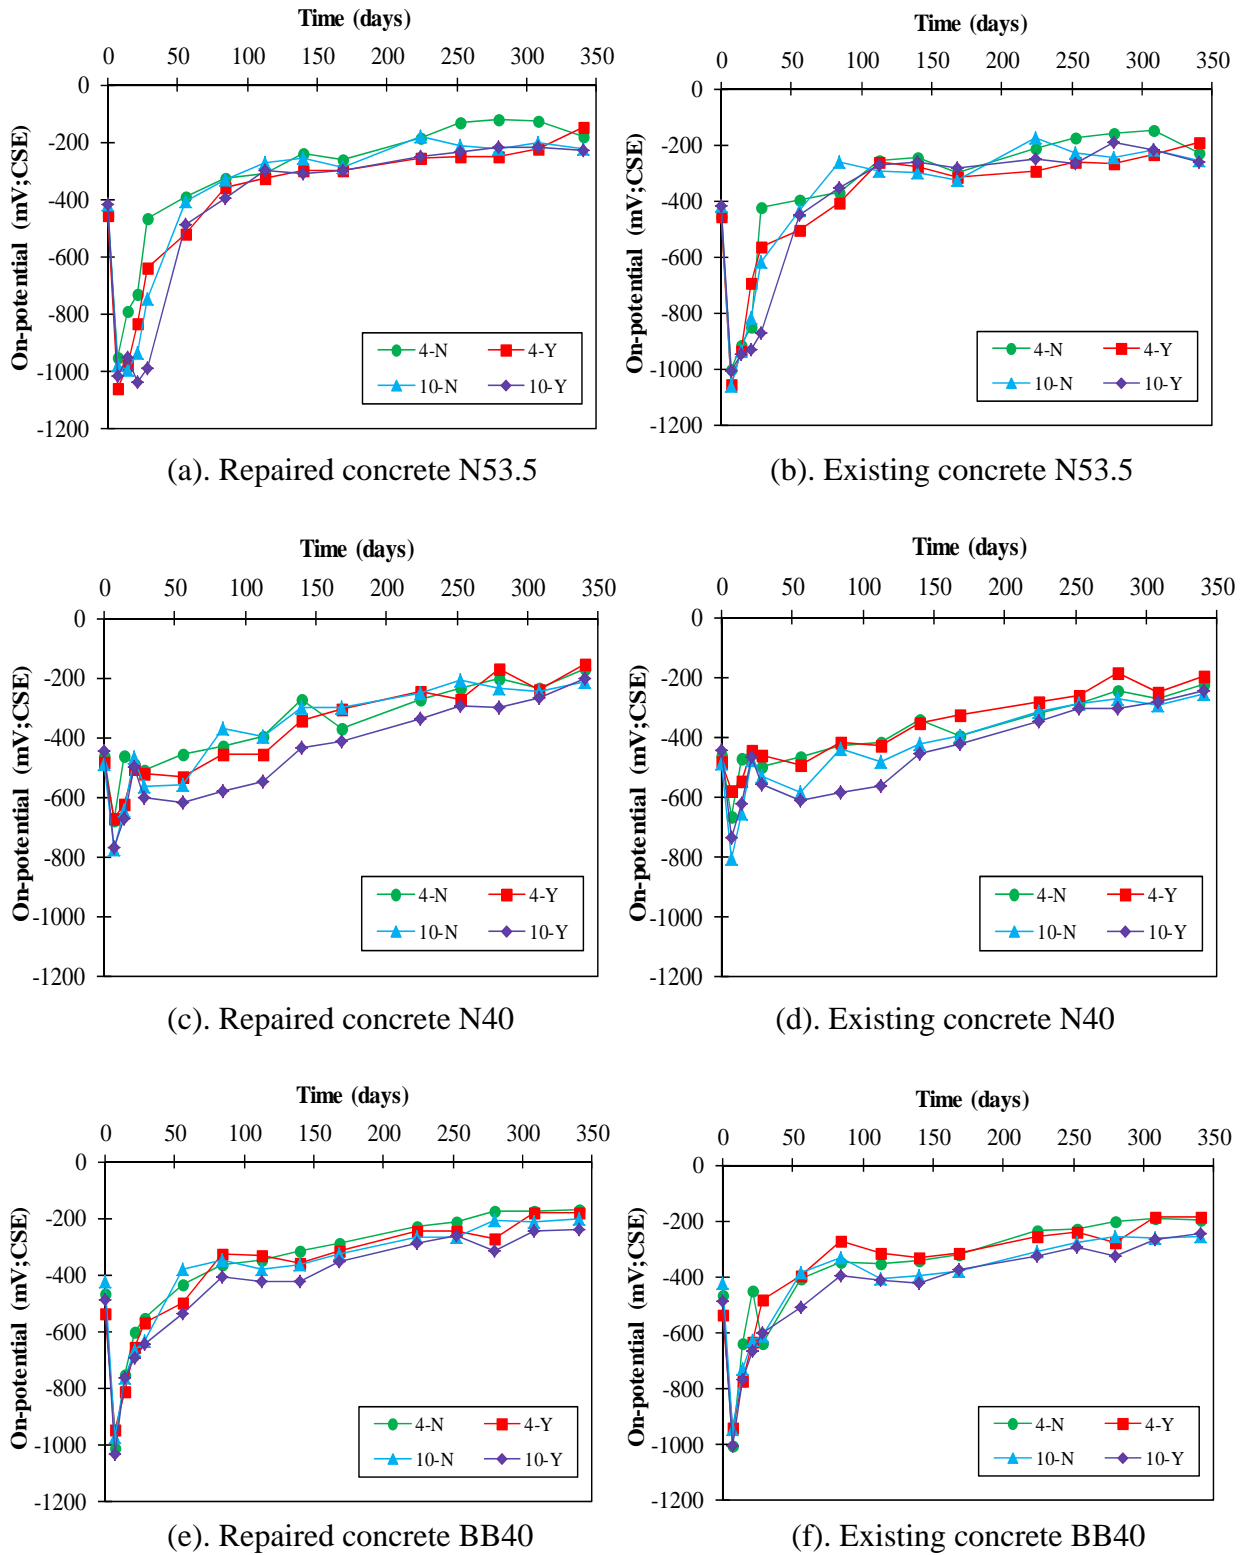 Time (days)
0 50 100 150 200 250 300 350
0
-200
-400
-600
-800
-1000
-1200
On-potential (mV;CSE)
4-N 4-Y
10-N 10-Y
(a). Repaired concrete N53.5
Time (days)
0 50 100 150 200 250 300 350
0
-200
-400
-600
-800
-1000
-1200
On-potential (mV;CSE)
4-N 4-Y
10-N 10-Y
(b). Existing concrete N53.5
Time (days)
0 50 100 150 200 250 300 350
0
-200
-400
-600
-800
-1000
-1200
On-potential (mV;CSE)
4-N 4-Y
10-N 10-Y
(c). Repaired concrete N40
Time (days)
0 50 100 150 200 250 300 350
0
-200
-400
-600
-800
-1000
-1200
On-potential (mV;CSE)
4-N 4-Y
10-N 10-Y
(d). Existing concrete N40
Time (days)
0 50 100 150 200 250 300 350
0
-200
-400
-600
-800
-1000
-1200
On-potential (mV;CSE)
4-N 4-Y
10-N 10-Y
(e). Repaired concrete BB40
Time (days)
0 50 100 150 200 250 300 350
0
-200
-400
-600
-800
-1000
-1200
On-potential (mV;CSE)
4-N 4-Y
10-N 10-Y
(f). Existing concrete BB40